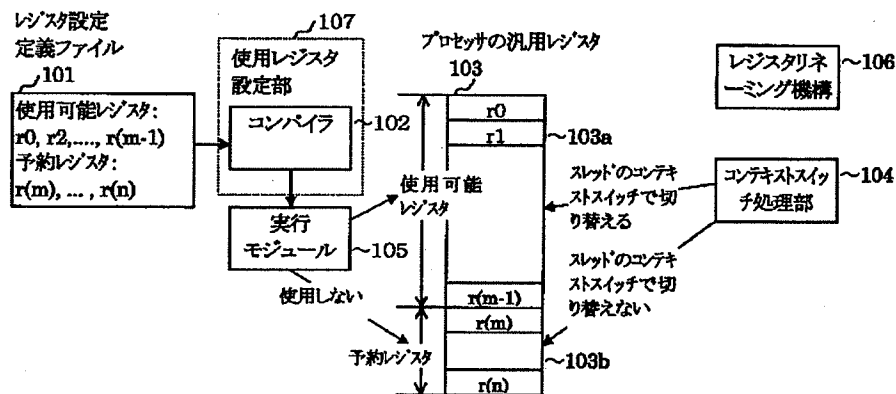 レジスタ設定
定義ファイル
101
使用可能レジスタ:
r0, r2,...., r(m-1)
予約レジスタ:
r(m), ... , r(n)
107
使用レジスタ
設定部
コンパイラ
102
実行
モジュール
105
使用しない
プロセッサの汎用レジスタ
103
r0
r1
103a
使用可能
レジスタ
r(m-1)
r(m)
予約レジスタ
103b
r(n)
スレッドのコンテキ
ストスイッチで切
り替える
スレッドのコンテキ
ストスイッチで切
り替えない
レジスタリネ
ーミング機構
106
コンテキストスイッ
チ処理部
104